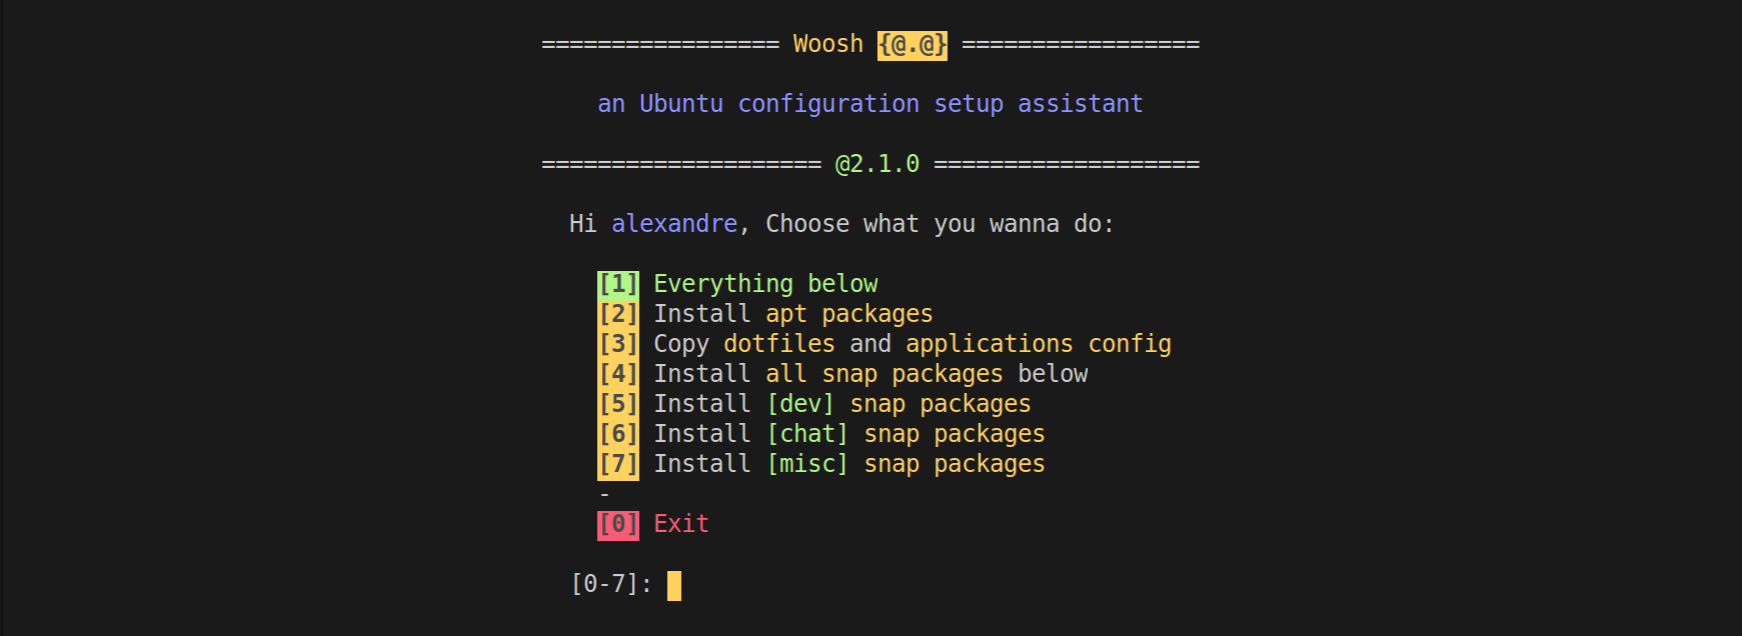 ================= Woosh {@.@} =================
an Ubuntu configuration setup assistant
==================== @2.1.0 ===================
Hi alexandre, Choose what you wanna do:
[1] Everything below
[2] Install apt packages
[3] Copy dotfiles and applications config
[4] Install all snap packages below
[5] Install [dev] snap packages
[6] Install [chat] snap packages
[7] Install [misc] snap packages
-
[0] Exit
[0-7]: